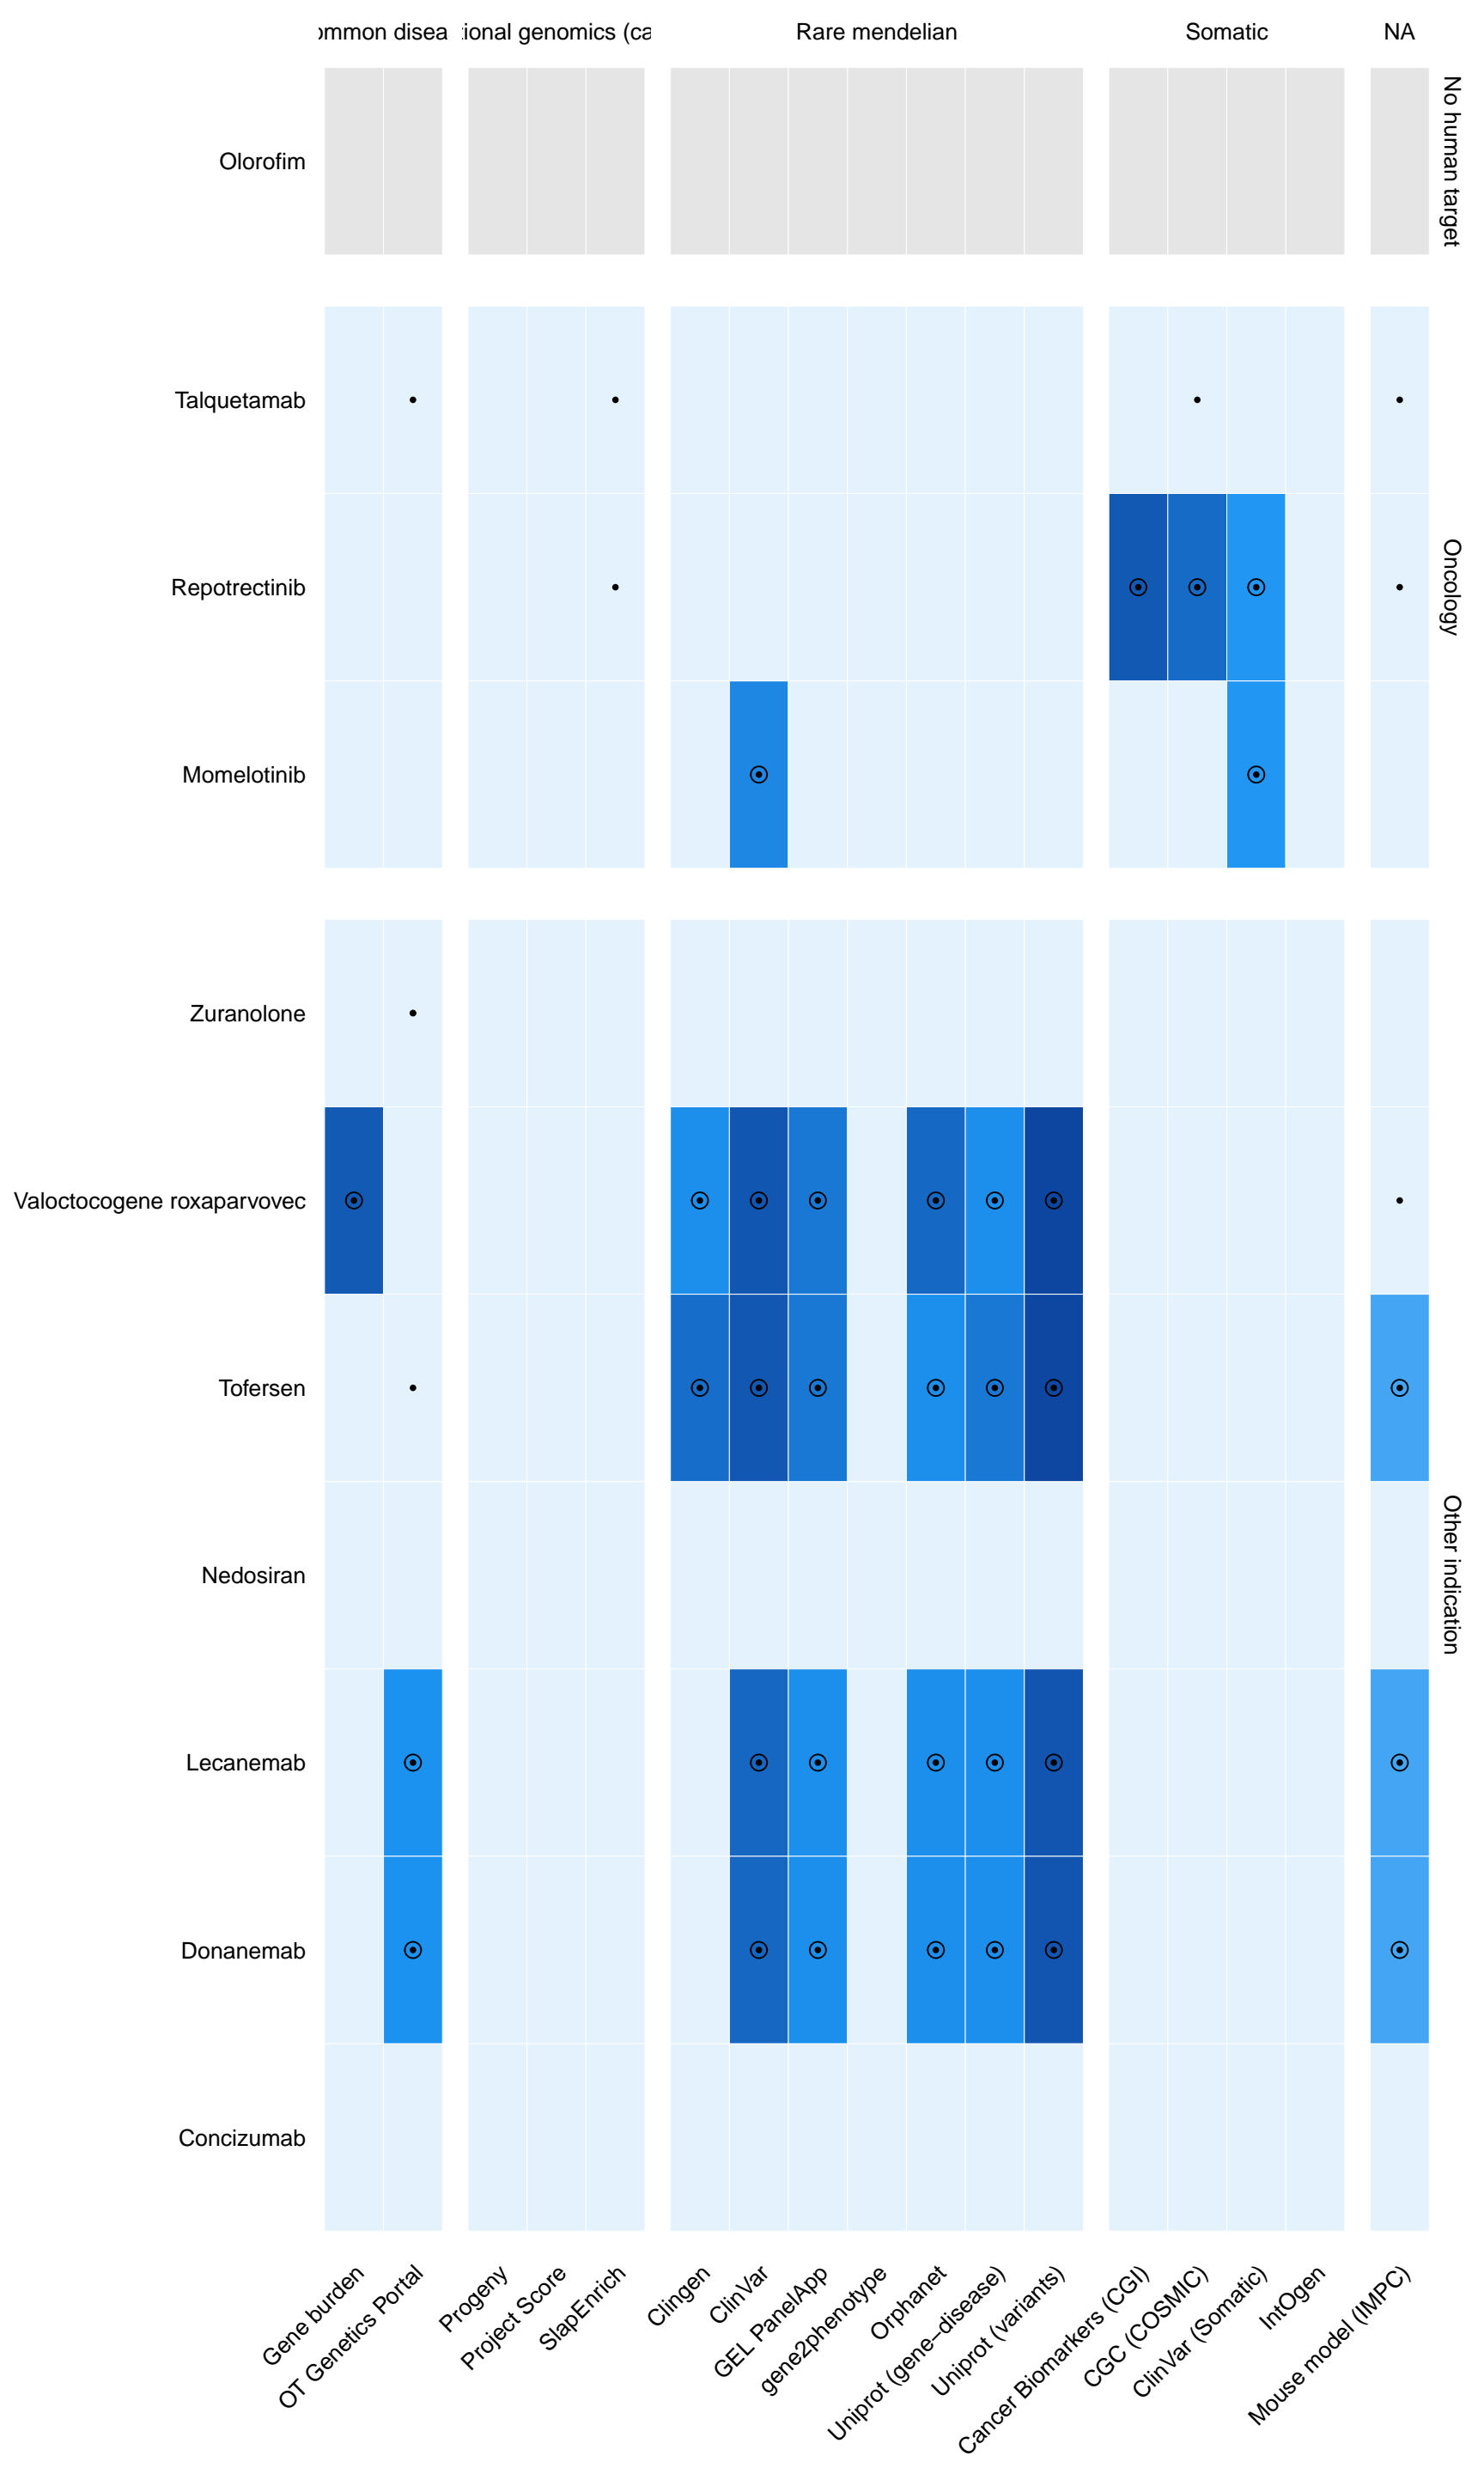 ommon disea
tional genomics (ca
Rare mendelian
Somatic
NA
No human target
Olorofim
Talquetamab
Repotrectinib
Oncology
Momelotinib
Zuranolone
Valoctocogene roxaparvovec
Tofersen
Other indication
Nedosiran
Lecanemab
Donanemab
Concizumab
Gene burden
OT Genetics Portal
Progeny
Project Score
SlapEnrich
Clingen
ClinVar
GEL PanelApp
gene2phenotype
Orphanet
Uniprot (gene−disease)
Uniprot (variants)
Cancer Biomarkers (CGI)
CGC (COSMIC)
ClinVar (Somatic)
IntOgen
Mouse model (IMPC)